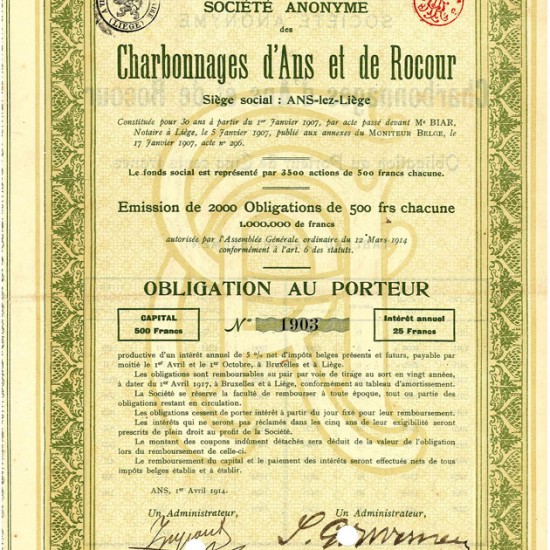 (LIÈGE)
SOCIÉTÉ ANONYME
des
Charbonnages d'Ans et de Rocour
Siège social : ANS-lez-Liège
Constituée pour 30 ans à partir du 1er Janvier 1907, par acte passé devant Me BIAR,
Notaire à Liége, le 5 Janvier 1907, publié aux annexes du MONITEUR BELGE, le
17 Janvier 1907, acte no 296.
Le fonds social est représenté par 3500 actions de 500 francs chacune.
Emission de 2000 Obligations de 500 frs chacune
1.000.000 de francs
autorisée par l'Assemblée Générale ordinaire du 12 Mars 1914
conformément à l'art. 6 des statuts.
OBLIGATION AU PORTEUR
CAPITAL
500 Francs
No 1903
Intérêt annuel
25 Francs
productive d'un intérêt annuel de 5 % net d'impôts belges présents et futurs, payable par
moitié le 1er Avril et le 1er Octobre, à Bruxelles et à Liège.
Les obligations sont remboursables au pair par voie de tirage au sort en vingt années,
à dater du 1er Avril 1917, à Bruxelles et à Liège, conformément au tableau d'amortissement.
La Société se réserve la faculté de rembourser à toute époque, tout ou partie des
obligations restant en circulation.
Les obligations cessent de porter intérêt à partir du jour fixé pour leur remboursement.
Les intérêts qui ne seront pas réclamés dans les cinq ans de leur exigibilité seront
prescrits de plein droit au profit de la Société.
Le montant des coupons indûment détachés sera déduit de la valeur de l'obligation
lors du remboursement de celle-ci.
Le remboursement du capital et le paiement des intérêts seront effectués nets de tous
impôts belges établis et à établir.
ANS, 1er Avril 1914.
Un Administrateur,
Un Administrateur,